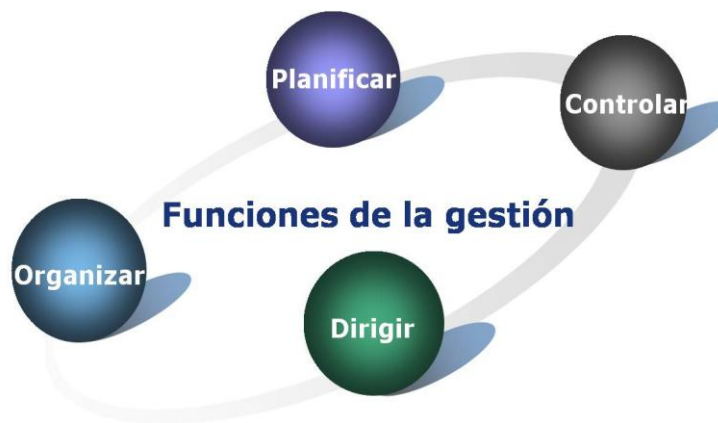 Planificar
Controlar
Funciones de la gestión
Organizar
Dirigir